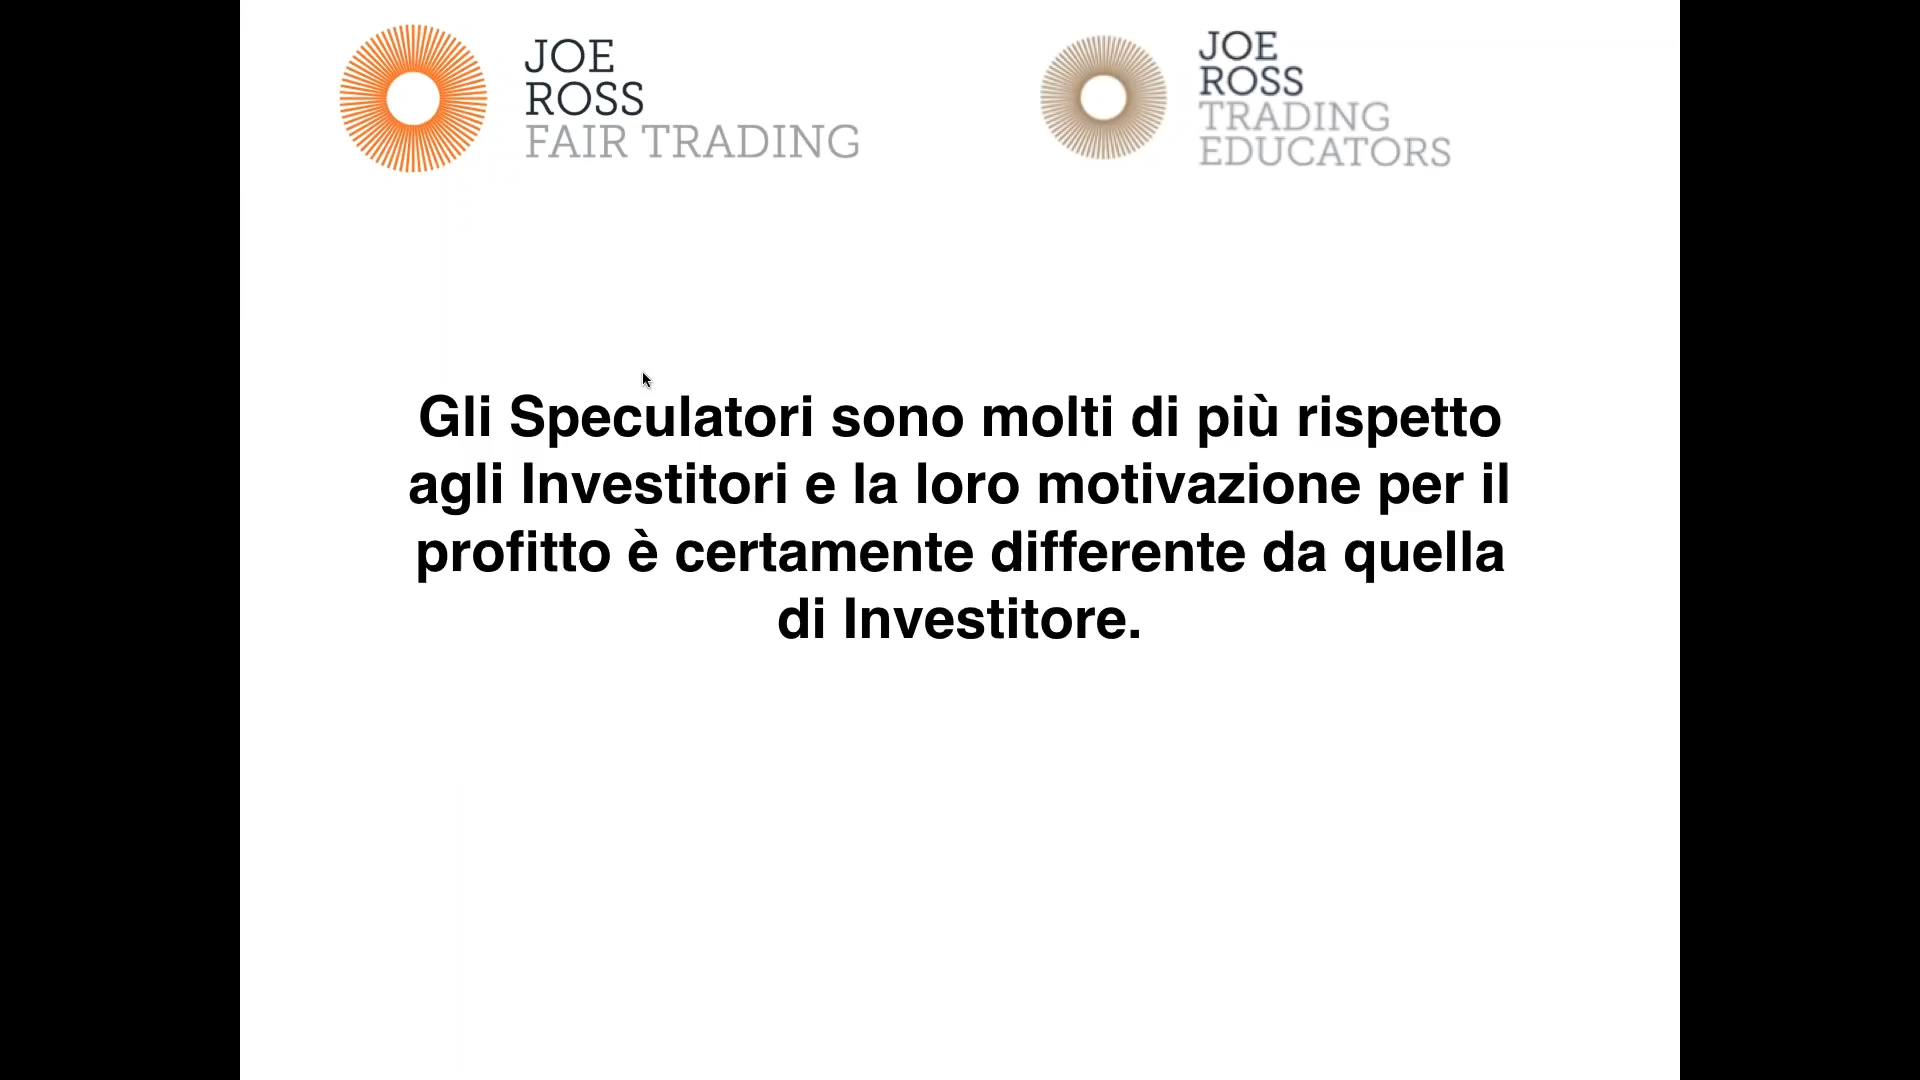 JOE
ROSS
FAIR TRADING
JOE
ROSS
TRADING
EDUCATORS
Gli Speculatori sono molti di più rispetto
agli Investitori e la loro motivazione per il
profitto è certamente differente da quella
di Investitore.